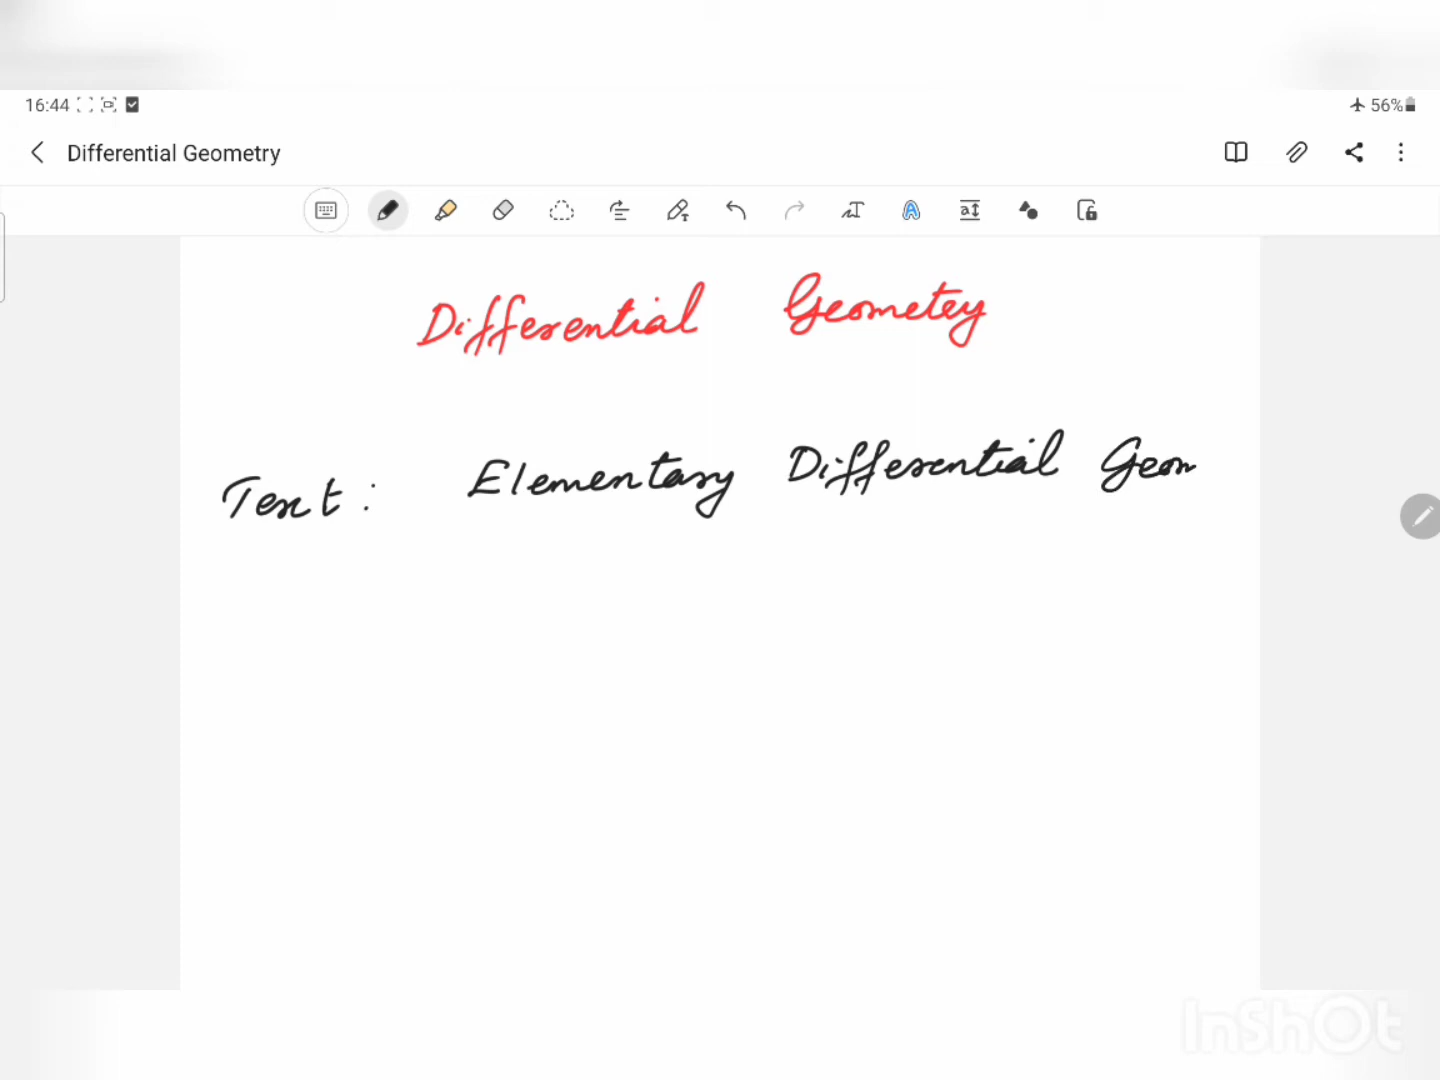 16:44
56%
Differential Geometry
Differential Geometry
Text : Elementary Differential Geom
InShOt